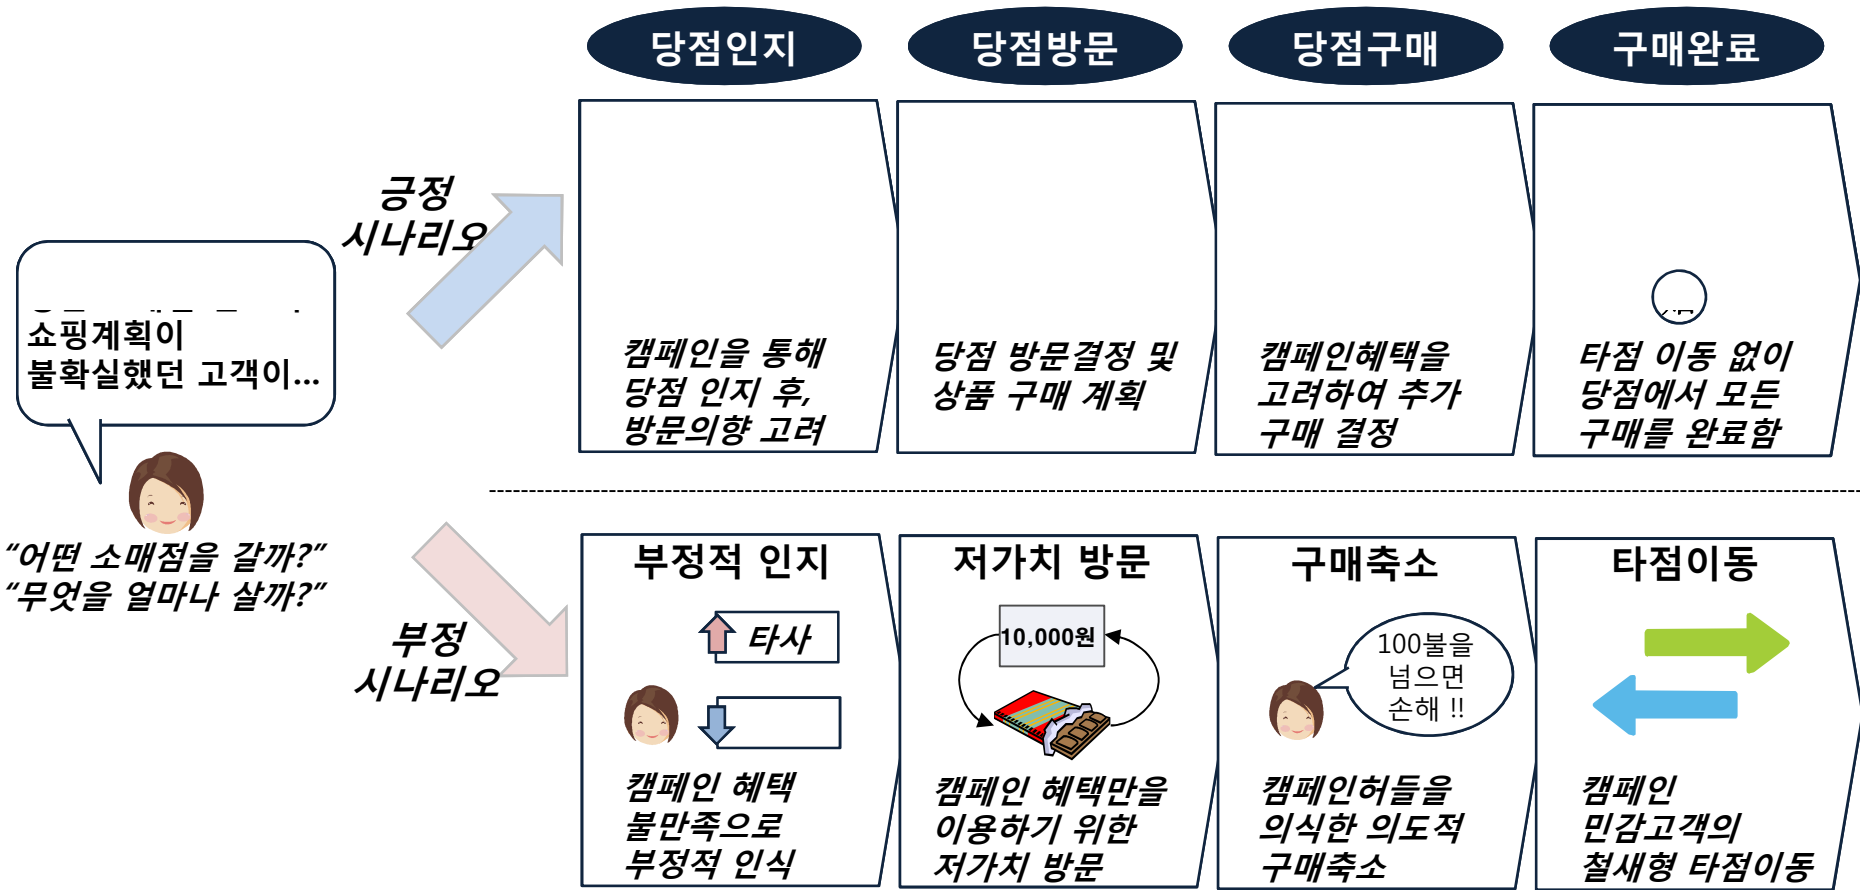 당점인지
당점방문
당점구매
구매완료
긍정
시나리오
쇼핑계획이
불확실했던 고객이...
캠페인을 통해
당점 인지 후,
방문의향 고려
당점 방문결정 및
상품 구매 계획
캠페인혜택을
고려하여 추가
구매 결정
타점 이동 없이
당점에서 모든
구매를 완료함
“어떤 소매점을 갈까?”
“무엇을 얼마나 살까?”
부정
시나리오
부정적 인지
타사
캠페인 혜택
불만족으로
부정적 인식
저가치 방문
10,000원
캠페인 혜택만을
이용하기 위한
저가치 방문
구매축소
100불을
넘으면
손해 !!
캠페인허들을
의식한 의도적
구매축소
타점이동
캠페인
민감고객의
철새형 타점이동